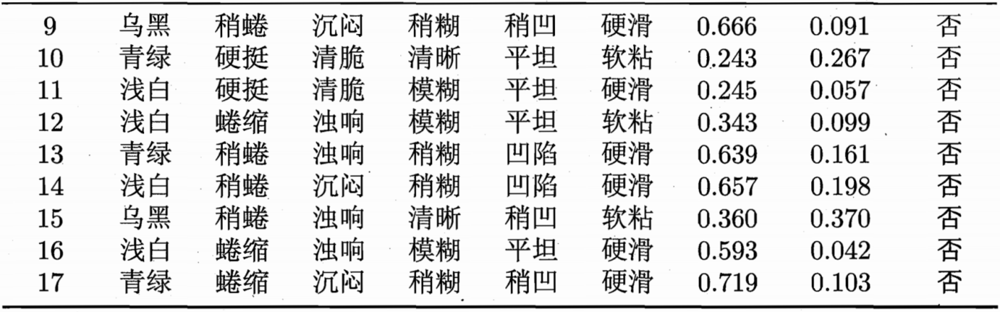 9 乌黑 稍蜷 沉闷 稍糊 稍凹 硬滑 0.666 0.091 否
10 青绿 硬挺 清脆 清晰 平坦 软粘 0.243 0.267 否
11 浅白 硬挺 清脆 模糊 平坦 硬滑 0.245 0.057 否
12 浅白 蜷缩 浊响 模糊 平坦 软粘 0.343 0.099 否
13 青绿 稍蜷 浊响 稍糊 凹陷 硬滑 0.639 0.161 否
14 浅白 稍蜷 沉闷 稍糊 凹陷 硬滑 0.657 0.198 否
15 乌黑 稍蜷 浊响 清晰 稍凹 软粘 0.360 0.370 否
16 浅白 蜷缩 浊响 模糊 平坦 硬滑 0.593 0.042 否
17 青绿 蜷缩 沉闷 稍糊 稍凹 硬滑 0.719 0.103 否